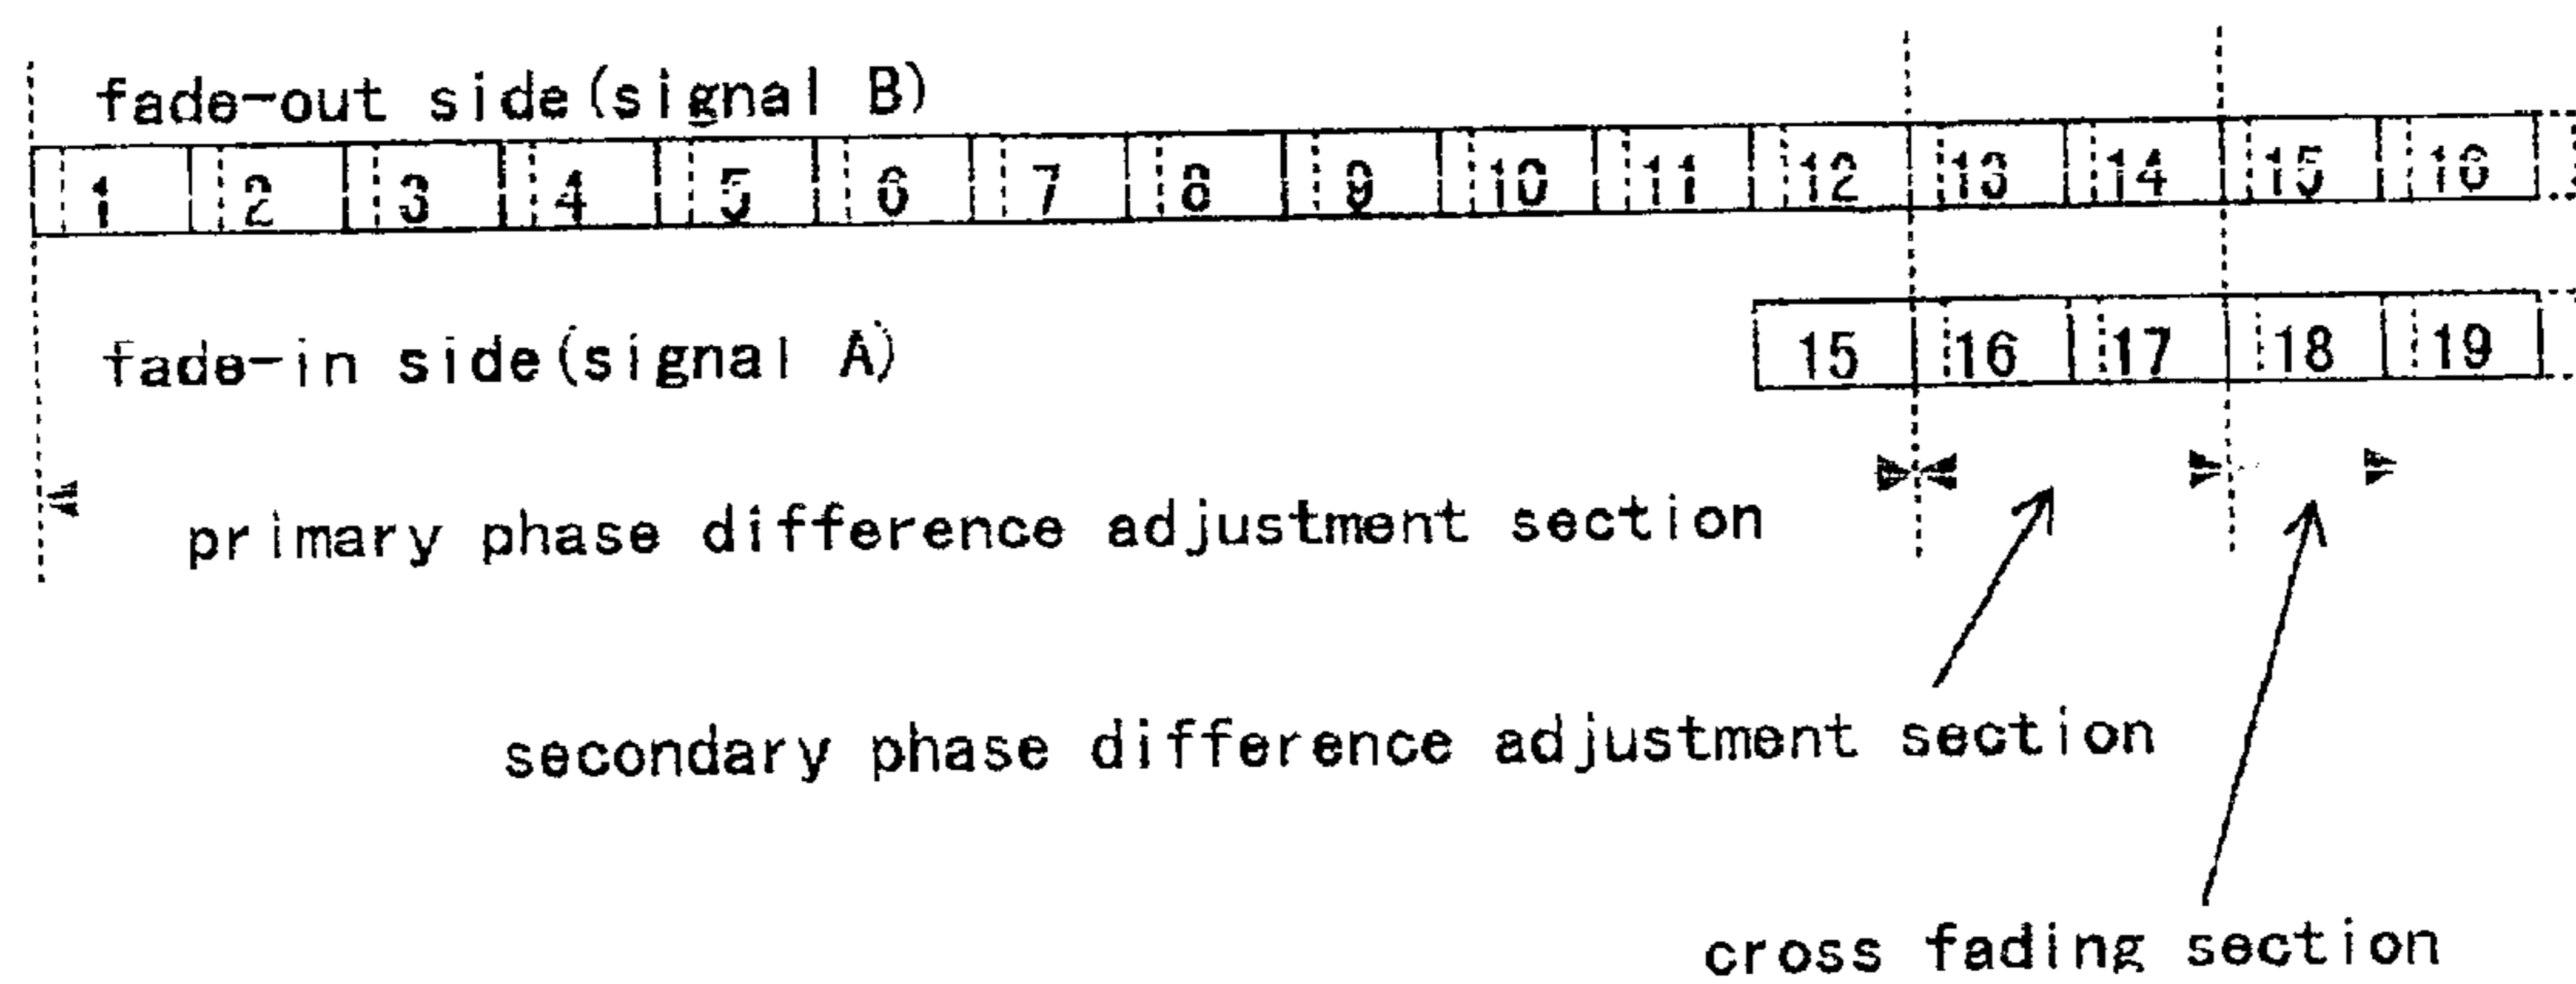 fade-out side(signal B)
1 2 3 4 5 6 7 8 9 10 11 12 13 14 15 16
fade-in side(signal A)
15 16 17 18 19
primary phase difference adjustment section
secondary phase difference adjustment section
cross fading section